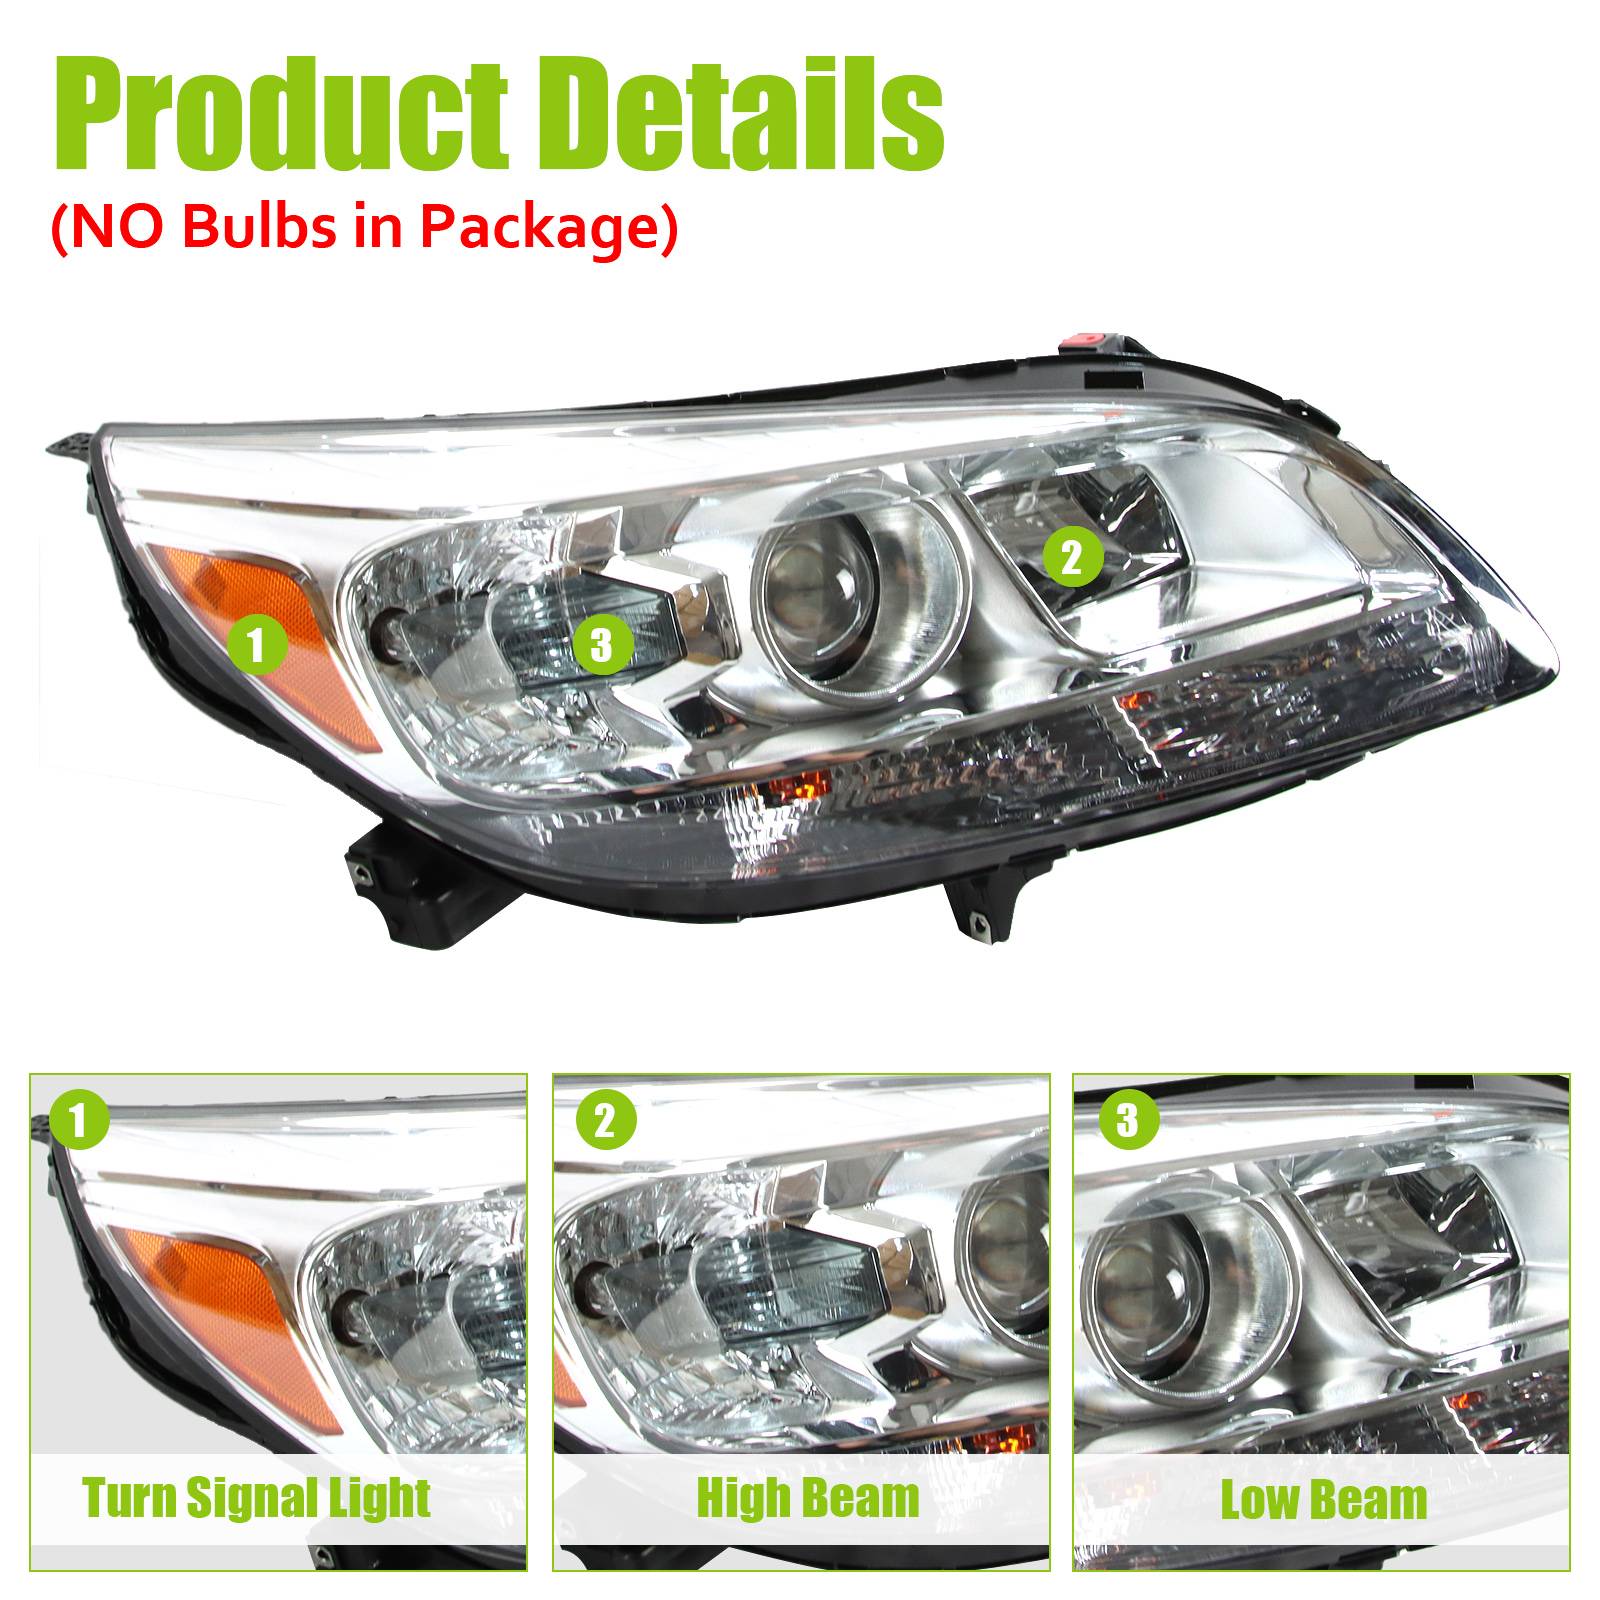 Product Details
(NO Bulbs in Package)
1
2
3
1
2
3
Turn Signal Light
High Beam
Low Beam